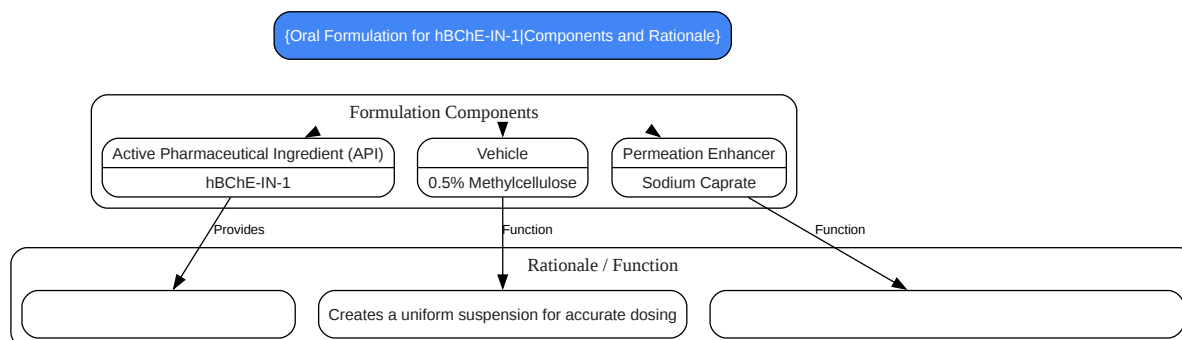 {Oral Formulation for hBChE-IN-1|Components and Rationale}
Formulation Components
Active Pharmaceutical Ingredient (API)
hBChE-IN-1
Vehicle
0.5% Methylcellulose
Permeation Enhancer
Sodium Caprate
Provides
Function
Function
Rationale / Function
Creates a uniform suspension for accurate dosing